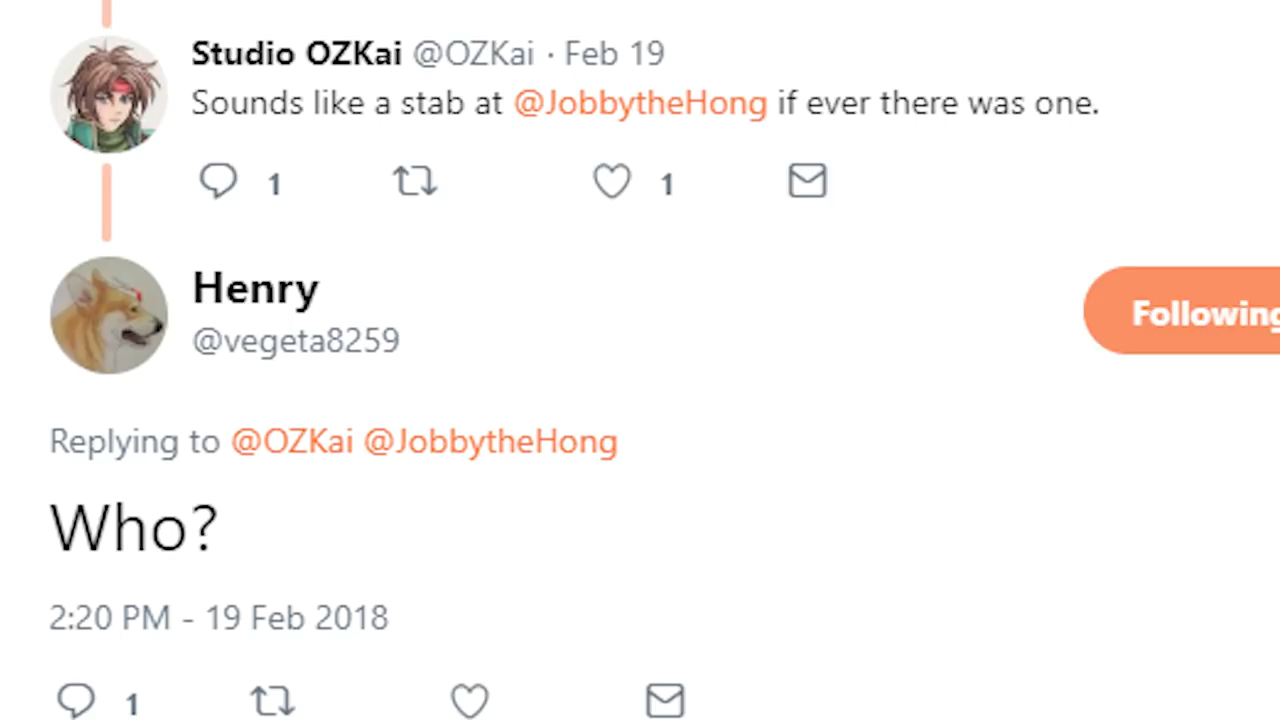 Studio OZKai @OZKai · Feb 19
Sounds like a stab at @JobbytheHong if ever there was one.
1 1
Henry
@vegeta8259
Following
Replying to @OZKai @JobbytheHong
Who?
2:20 PM - 19 Feb 2018
1